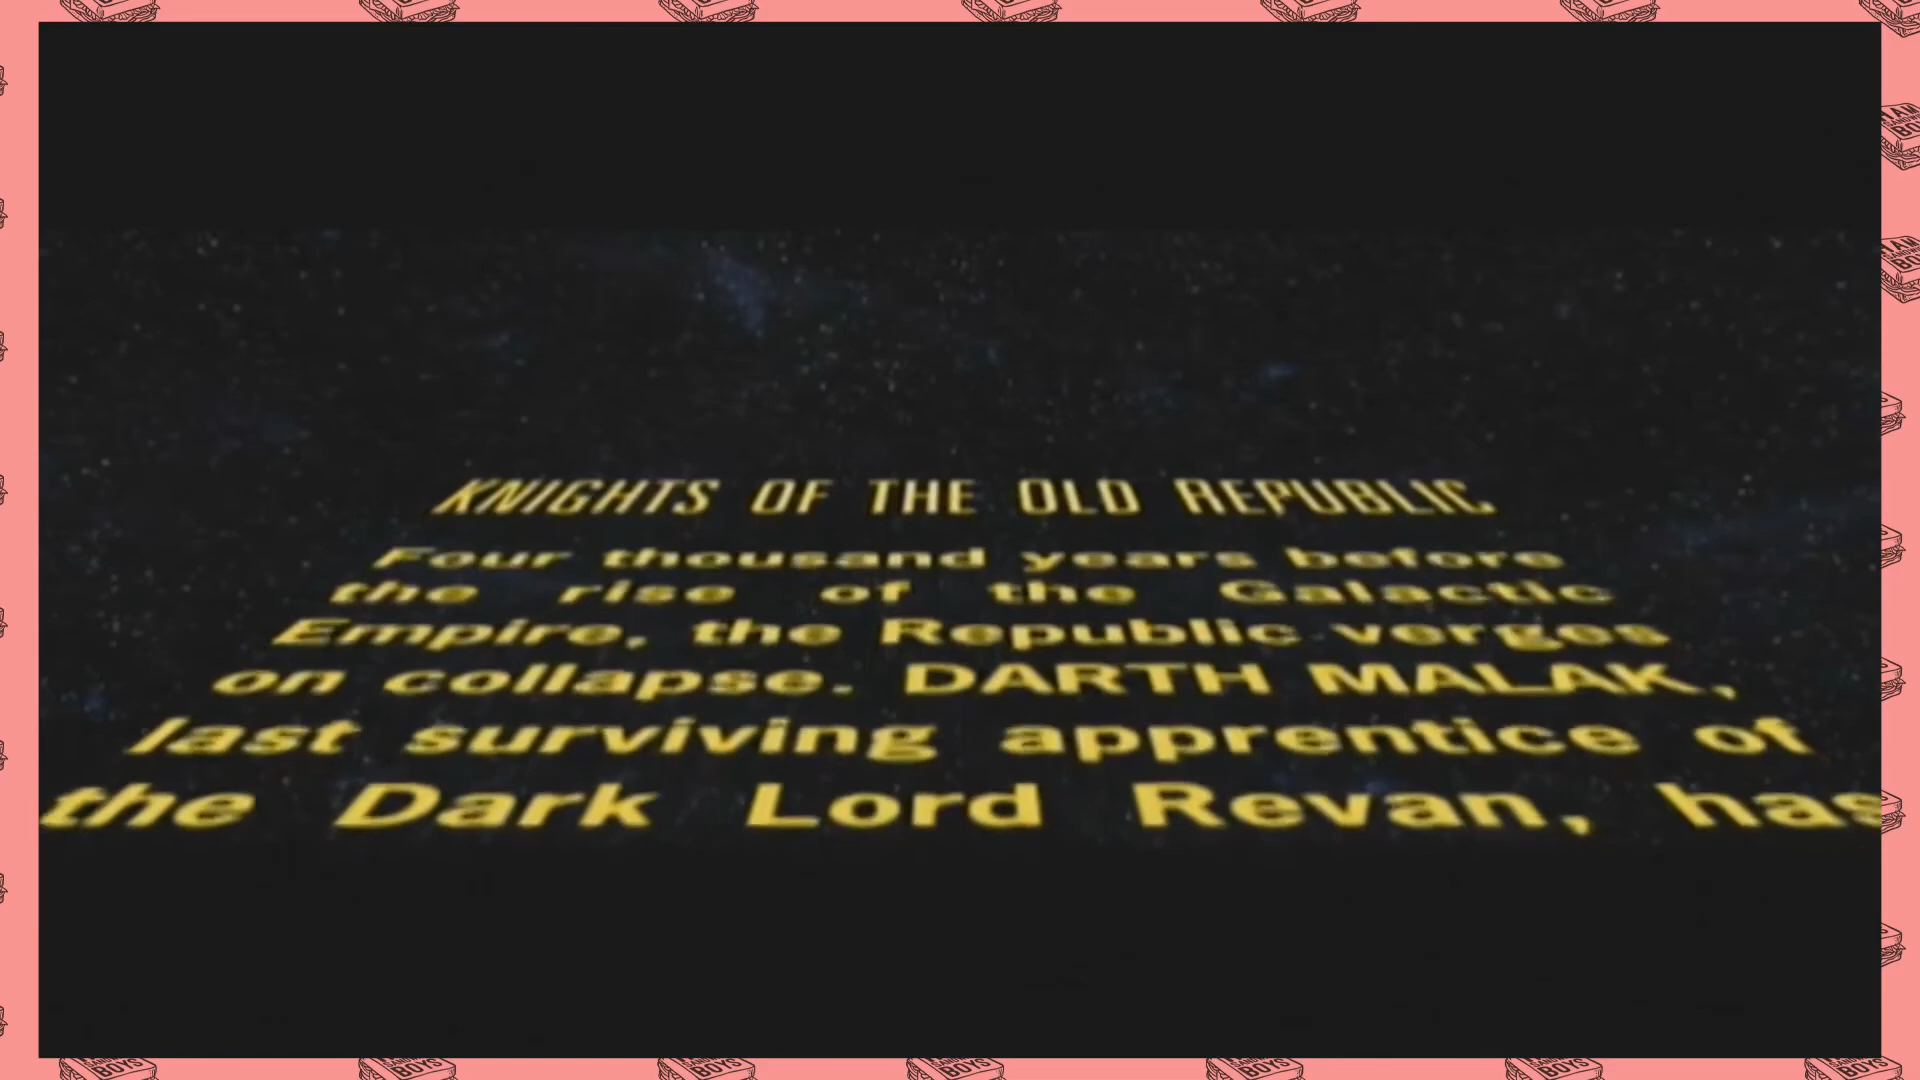 KNIGHTS OF THE OLD REPUBLIC
Four thousand years before
the rise of the Galactic
Empire, the Republic verges
on collapse. DARTH MALAK,
last surviving apprentice of
the Dark Lord Revan, has